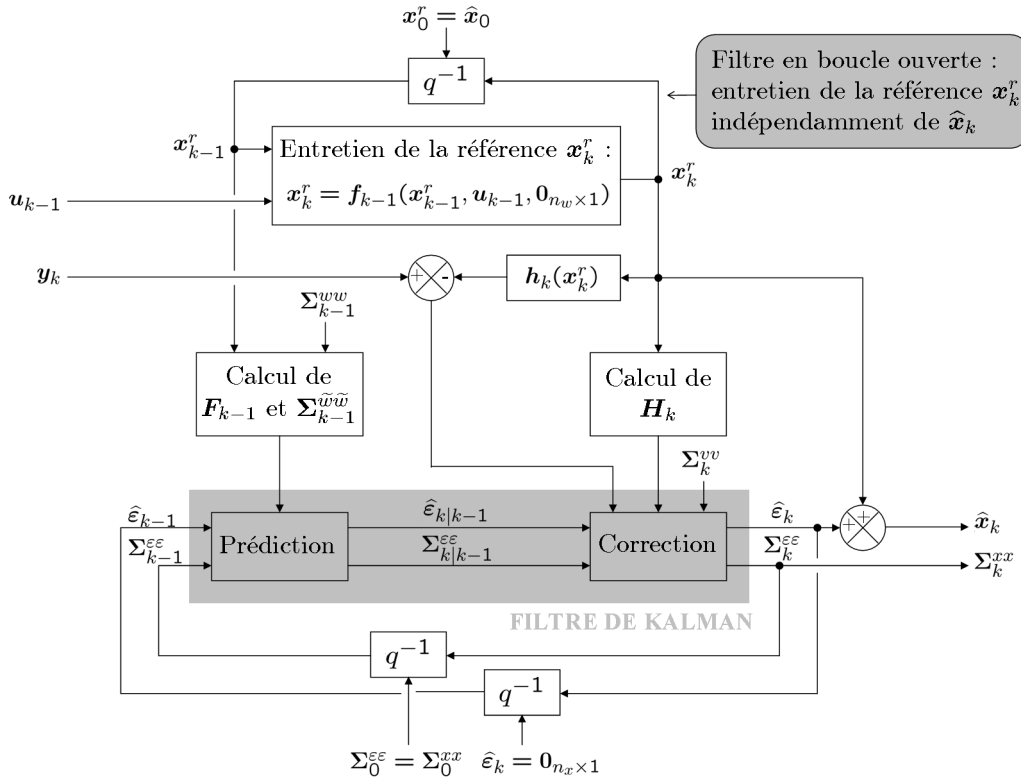 x_0^r = x̂_0
q^{-1}
Filtre en boucle ouverte :
entretien de la référence x_k^r
indépendamment de x̂_k
x_{k-1}^r
Entretien de la référence x_k^r :
x_k^r = f_{k-1}(x_{k-1}^r, u_{k-1}, 0_{n_w×1})
x_k^r
u_{k-1}
y_k
+ -
h_k(x_k^r)
Σ_{k-1}^{ww}
Calcul de
F_{k-1} et Σ_{k-1}^{w̃w̃}
Calcul de
H_k
Σ_k^{vv}
ε̂_{k-1}
Σ_{k-1}^{εε}
Prédiction
ε̂_{k|k-1}
Σ_{k|k-1}^{εε}
Correction
ε̂_k
Σ_k^{εε}
+ +
x̂_k
Σ_k^{xx}
FILTRE DE KALMAN
q^{-1}
q^{-1}
Σ_0^{εε} = Σ_0^{xx}
ε̂_k = 0_{n_x×1}